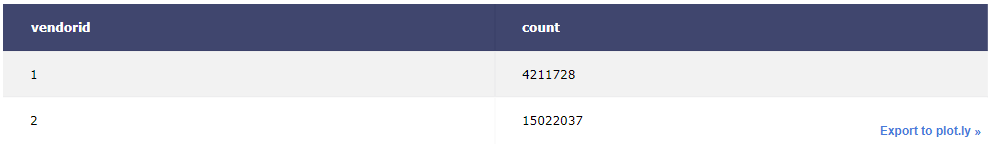 vendorid count
1 4211728
2 15022037
Export to plot.ly »